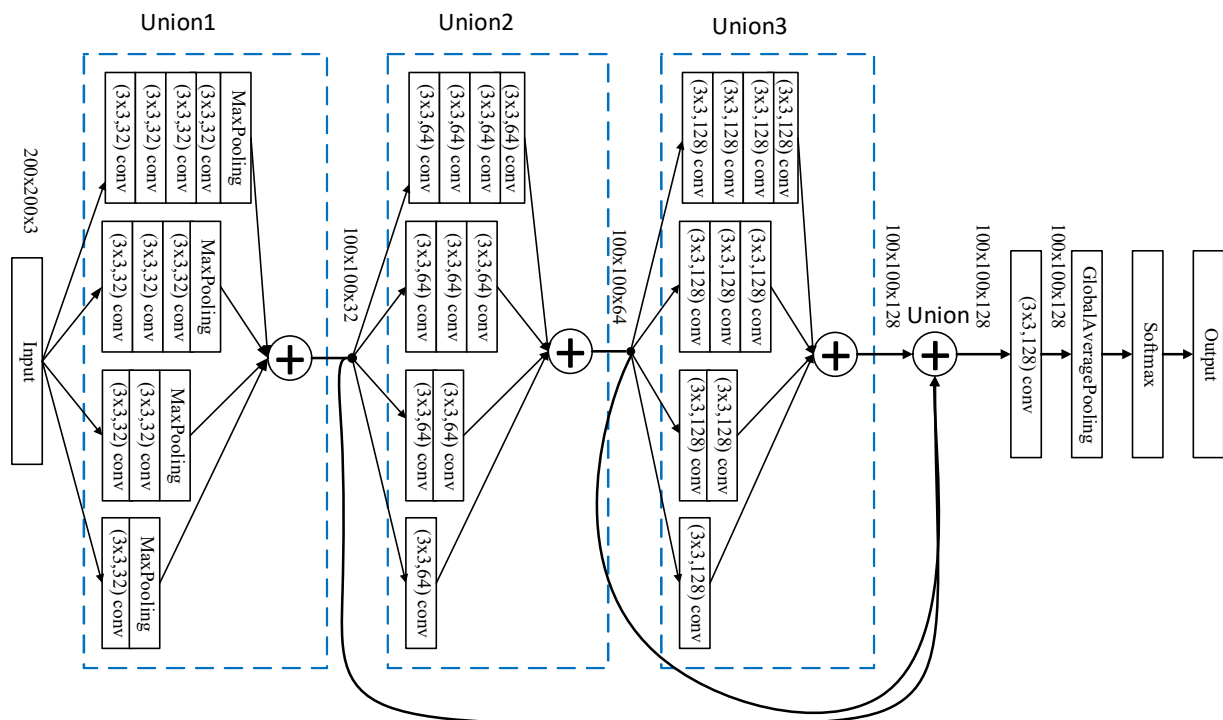 Union1
Union2
Union3
200x200x3
Input
(3x3,32) conv
(3x3,32) conv
(3x3,32) conv
(3x3,32) conv
MaxPooling
(3x3,32) conv
(3x3,32) conv
(3x3,32) conv
MaxPooling
(3x3,32) conv
(3x3,32) conv
MaxPooling
(3x3,32) conv
MaxPooling
+
100x100x32
(3x3,64) conv
(3x3,64) conv
(3x3,64) conv
(3x3,64) conv
(3x3,64) conv
(3x3,64) conv
(3x3,64) conv
(3x3,64) conv
(3x3,64) conv
(3x3,64) conv
+
100x100x64
(3x3,128) conv
(3x3,128) conv
(3x3,128) conv
(3x3,128) conv
(3x3,128) conv
(3x3,128) conv
(3x3,128) conv
(3x3,128) conv
(3x3,128) conv
(3x3,128) conv
+
100x100x128
Union
+
100x100x128
(3x3,128) conv
100x100x128
GlobalAveragePooling
Softmax
Output